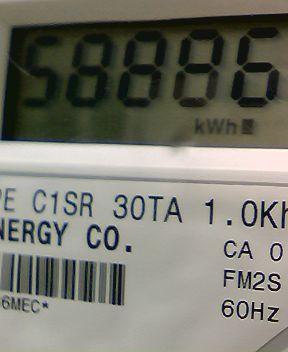 58886
kWh
PE C1SR 30TA 1.0Kh
NERGY CO.
CA 0
FM2S
6MEC*
60Hz